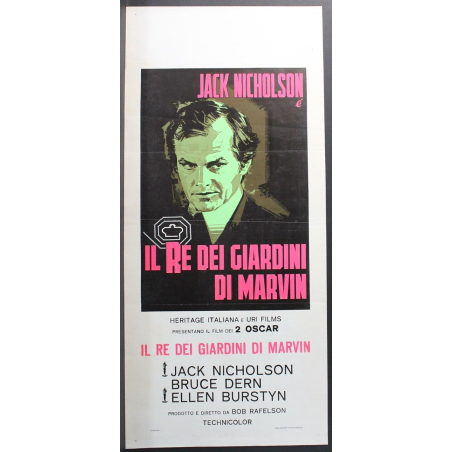 JACK NICHOLSON
è
IL RE DEI GIARDINI
DI MARVIN
HERITAGE ITALIANA E URI FILMS
PRESENTANO IL FILM DEI 2 OSCAR
IL RE DEI GIARDINI DI MARVIN
JACK NICHOLSON
BRUCE DERN
ELLEN BURSTYN
PRODOTTO E DIRETTO DA BOB RAFELSON
TECHNICOLOR